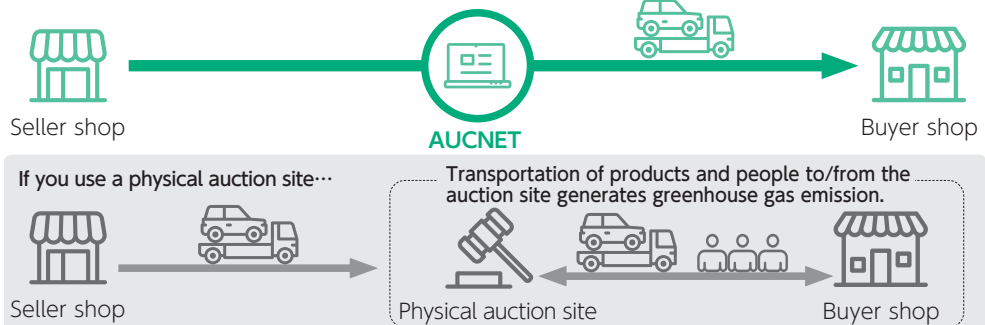 Seller shop
AUCNET
Buyer shop
If you use a physical auction site…
Transportation of products and people to/from the
auction site generates greenhouse gas emission.
Seller shop
Physical auction site
Buyer shop